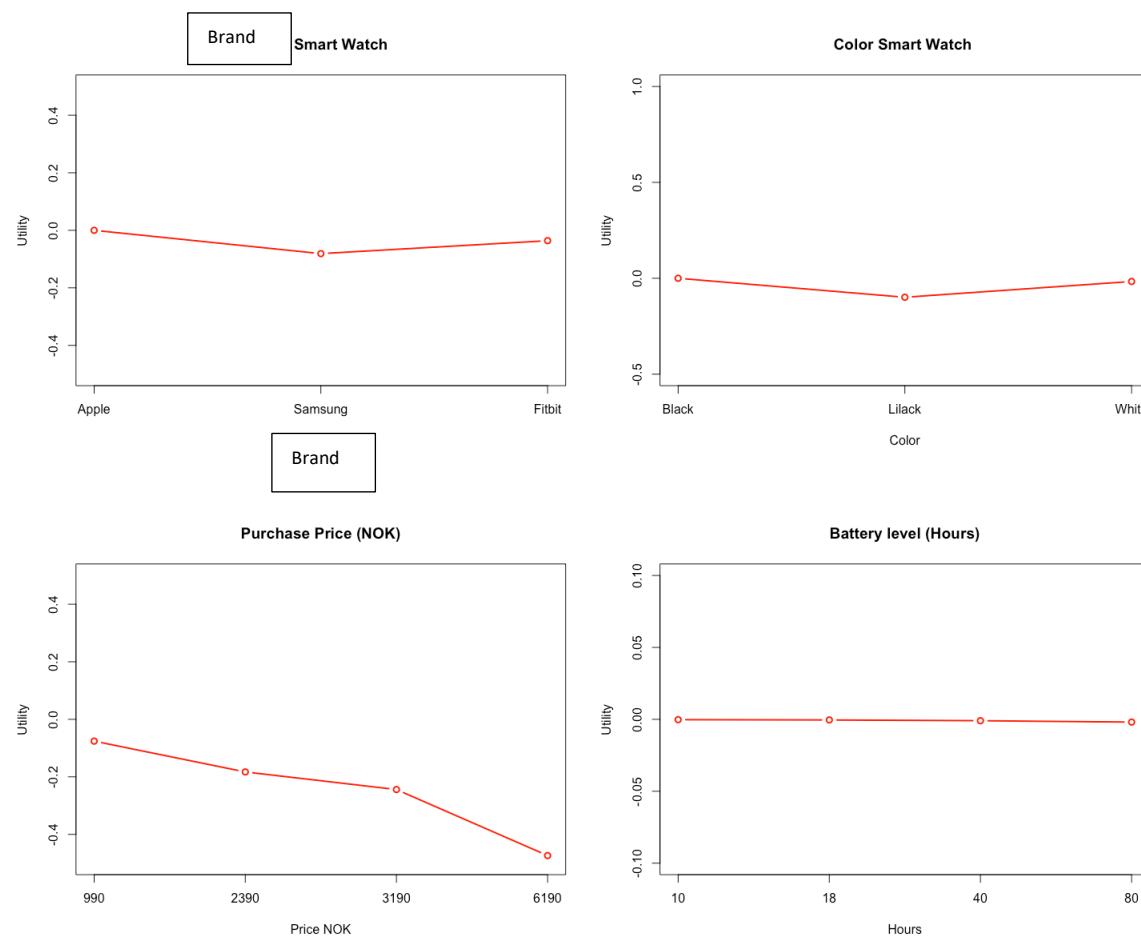 Brand
Smart Watch
Utility
0.4
0.2
0.0
-0.2
-0.4
Apple Samsung Fitbit
Brand
Color Smart Watch
Utility
1.0
0.5
0.0
-0.5
Black Lilack Whit
Color
Purchase Price (NOK)
Utility
0.4
0.2
0.0
-0.2
-0.4
990 2390 3190 6190
Price NOK
Battery level (Hours)
Utility
0.10
0.05
0.00
-0.05
-0.10
10 18 40 80
Hours